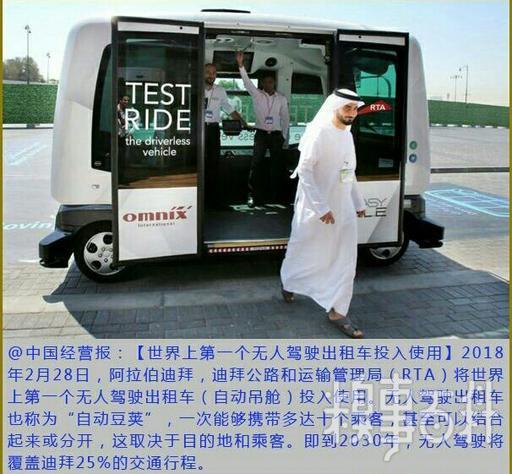 TEST
RIDE
the driverless
vehicle
omnix
international
RTA
ASY
LE
@中国经营报：【世界上第一个无人驾驶出租车投入使用】2018
年2月28日，阿拉伯迪拜，迪拜公路和运输管理局（RTA）将世界
上第一个无人驾驶出租车（自动吊舱）投入使用。无人驾驶出租车
也称为“自动豆荚”，一次能够携带多达十 乘客，甚至可以
起来或分开，这取决于目的地和乘客。即到2030年，无人驾驶将
覆盖迪拜25%的交通行程。
糗事百科